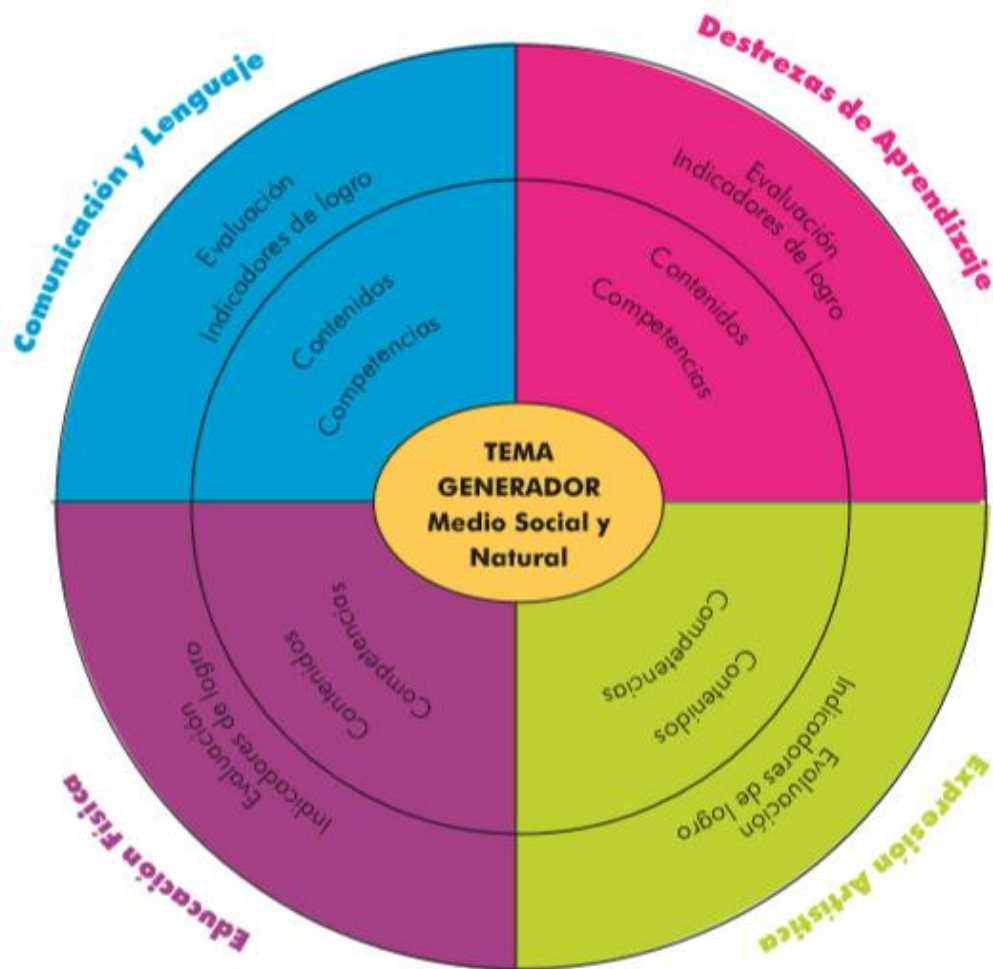 Comunicación y Lenguaje
Evaluación
Indicadores de logro
Contenidos
Competencias
Destrezas de Aprendizaje
Evaluación
Indicadores de logro
Contenidos
Competencias
TEMA
GENERADOR
Medio Social y
Natural
Competencias
Contenidos
Indicadores de logro
Evaluación
Educación Física
Competencias
Contenidos
Indicadores de logro
Evaluación
Expresión Artística